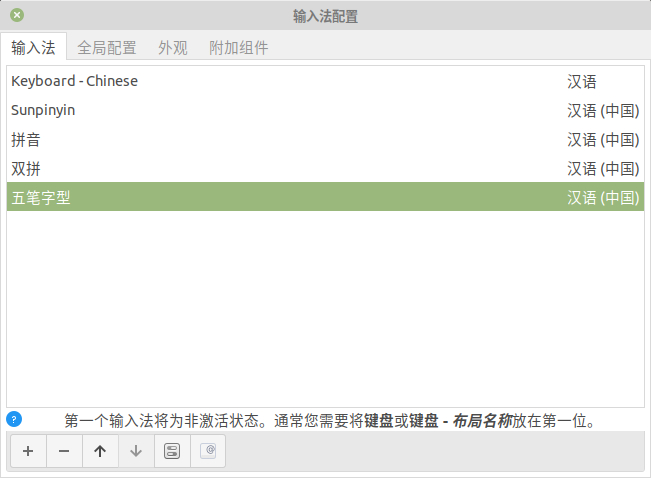 输入法配置
输入法 全局配置 外观 附加组件
Keyboard - Chinese 汉语
Sunpinyin 汉语 (中国)
拼音 汉语 (中国)
双拼 汉语 (中国)
五笔字型 汉语 (中国)
第一个输入法将为非激活状态。通常您需要将键盘或键盘 - 布局名称放在第一位。